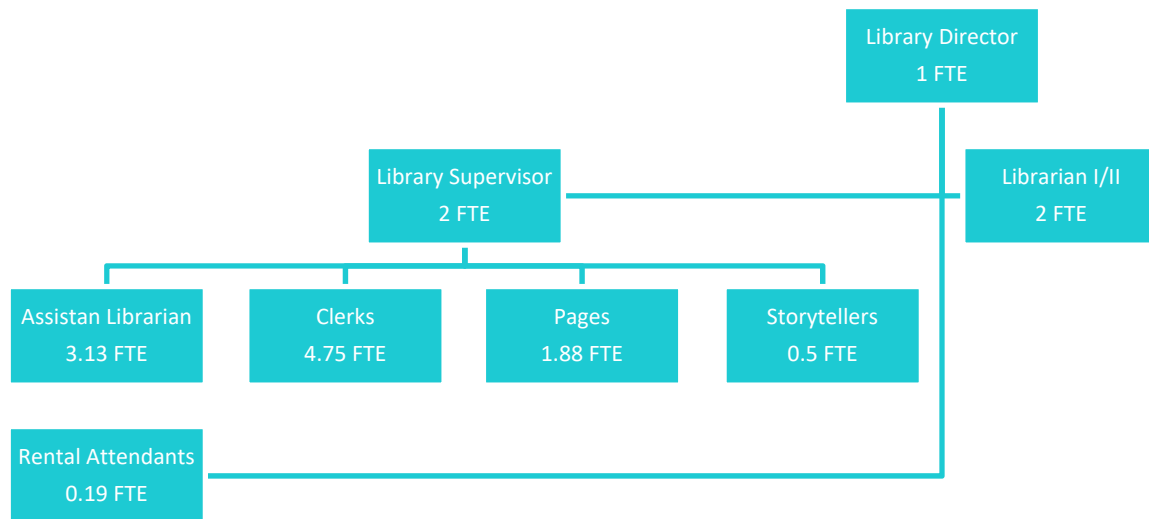 Library Director
1 FTE
Library Supervisor
2 FTE
Librarian I/II
2 FTE
Assistan Librarian
3.13 FTE
Clerks
4.75 FTE
Pages
1.88 FTE
Storytellers
0.5 FTE
Rental Attendants
0.19 FTE